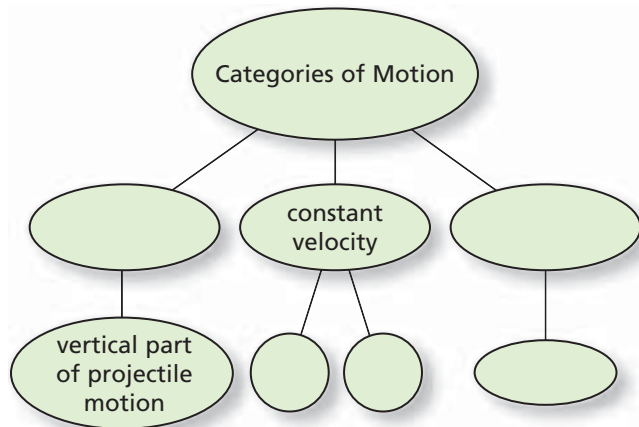 Categories of Motion
constant
velocity
vertical part
of projectile
motion